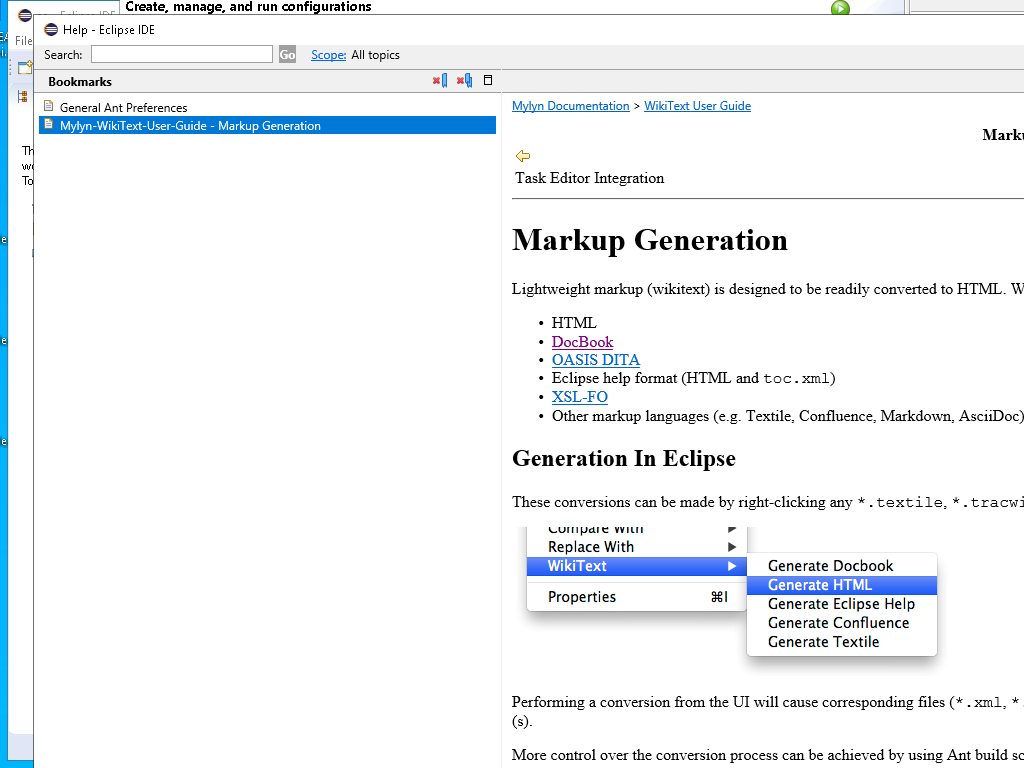 Create, manage, and run configurations
Help - Eclipse IDE
File
Search:
Go
Scope:
All topics
Bookmarks
General Ant Preferences
Mylyn-WikiText-User-Guide - Markup Generation
Mylyn Documentation > WikiText User Guide
Task Editor Integration
Markup Generation
Lightweight markup (wikitext) is designed to be readily converted to HTML. W
• HTML
• DocBook
• OASIS DITA
• Eclipse help format (HTML and toc.xml)
• XSL-FO
• Other markup languages (e.g. Textile, Confluence, Markdown, AsciiDoc)
Generation In Eclipse
These conversions can be made by right-clicking any *.textile, *.tracwi
Compare With
Replace With
WikiText
Properties ⌘I
Generate Docbook
Generate HTML
Generate Eclipse Help
Generate Confluence
Generate Textile
Performing a conversion from the UI will cause corresponding files (*.xml, *.
(s).
More control over the conversion process can be achieved by using Ant build sc